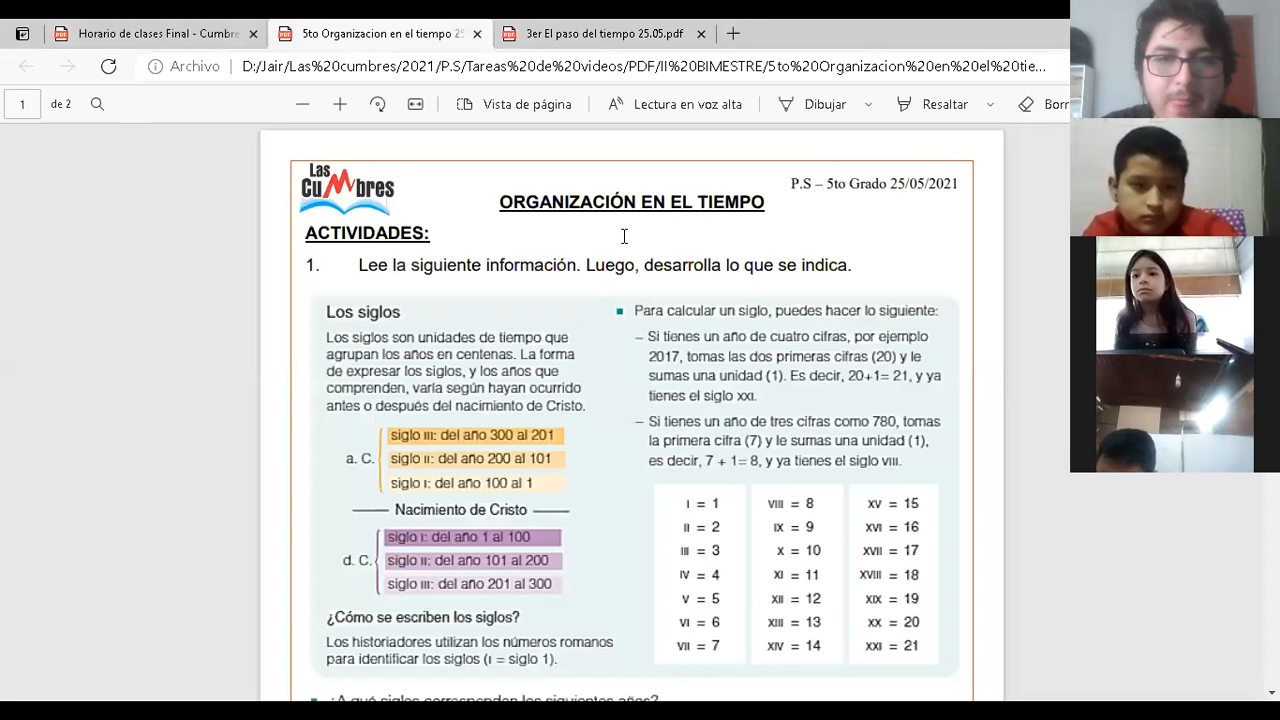 Horario de clases Final - Cumbre
5to Organizacion en el tiempo 25
3er El paso del tiempo 25.05.pdf
Archivo
D:/Jair/Las%20cumbres/2021/P.S/Tareas%20de%20videos/PDF/II%20BIMESTRE/5to%20Organizacion%20en%20el%20tie...
1 de 2
Vista de página
Lectura en voz alta
Dibujar
Resaltar
Borr
Las Cumbres
P.S – 5to Grado 25/05/2021
ORGANIZACIÓN EN EL TIEMPO
ACTIVIDADES:
1. Lee la siguiente información. Luego, desarrolla lo que se indica.
Los siglos
Los siglos son unidades de tiempo que
agrupan los años en centenas. La forma
de expresar los siglos, y los años que
comprenden, varía según hayan ocurrido
antes o después del nacimiento de Cristo.
a. C.
siglo III: del año 300 al 201
siglo II: del año 200 al 101
siglo I: del año 100 al 1
Nacimiento de Cristo
d. C.
siglo I: del año 1 al 100
siglo II: del año 101 al 200
siglo III: del año 201 al 300
¿Cómo se escriben los siglos?
Los historiadores utilizan los números romanos
para identificar los siglos (I = siglo 1).
Para calcular un siglo, puedes hacer lo siguiente:
– Si tienes un año de cuatro cifras, por ejemplo
2017, tomas las dos primeras cifras (20) y le
sumas una unidad (1). Es decir, 20+1= 21, y ya
tienes el siglo XXI.
– Si tienes un año de tres cifras como 780, tomas
la primera cifra (7) y le sumas una unidad (1),
es decir, 7 + 1= 8, y ya tienes el siglo VIII.
I = 1
II = 2
III = 3
IV = 4
V = 5
VI = 6
VII = 7
VIII = 8
IX = 9
X = 10
XI = 11
XII = 12
XIII = 13
XIV = 14
XV = 15
XVI = 16
XVII = 17
XVIII = 18
XIX = 19
XX = 20
XXI = 21
¿A qué siglos corresponden los siguientes años?